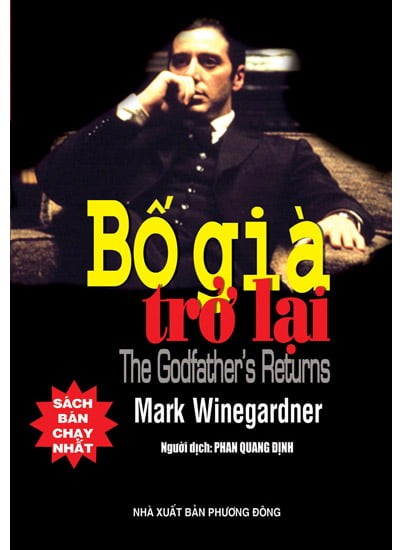 Bố già
trở lại
The Godfather's Returns
SÁCH
BÁN
CHẠY
NHẤT
Mark Winegardner
Người dịch: PHAN QUANG ĐỊNH
NHÀ XUẤT BẢN PHƯƠNG ĐÔNG